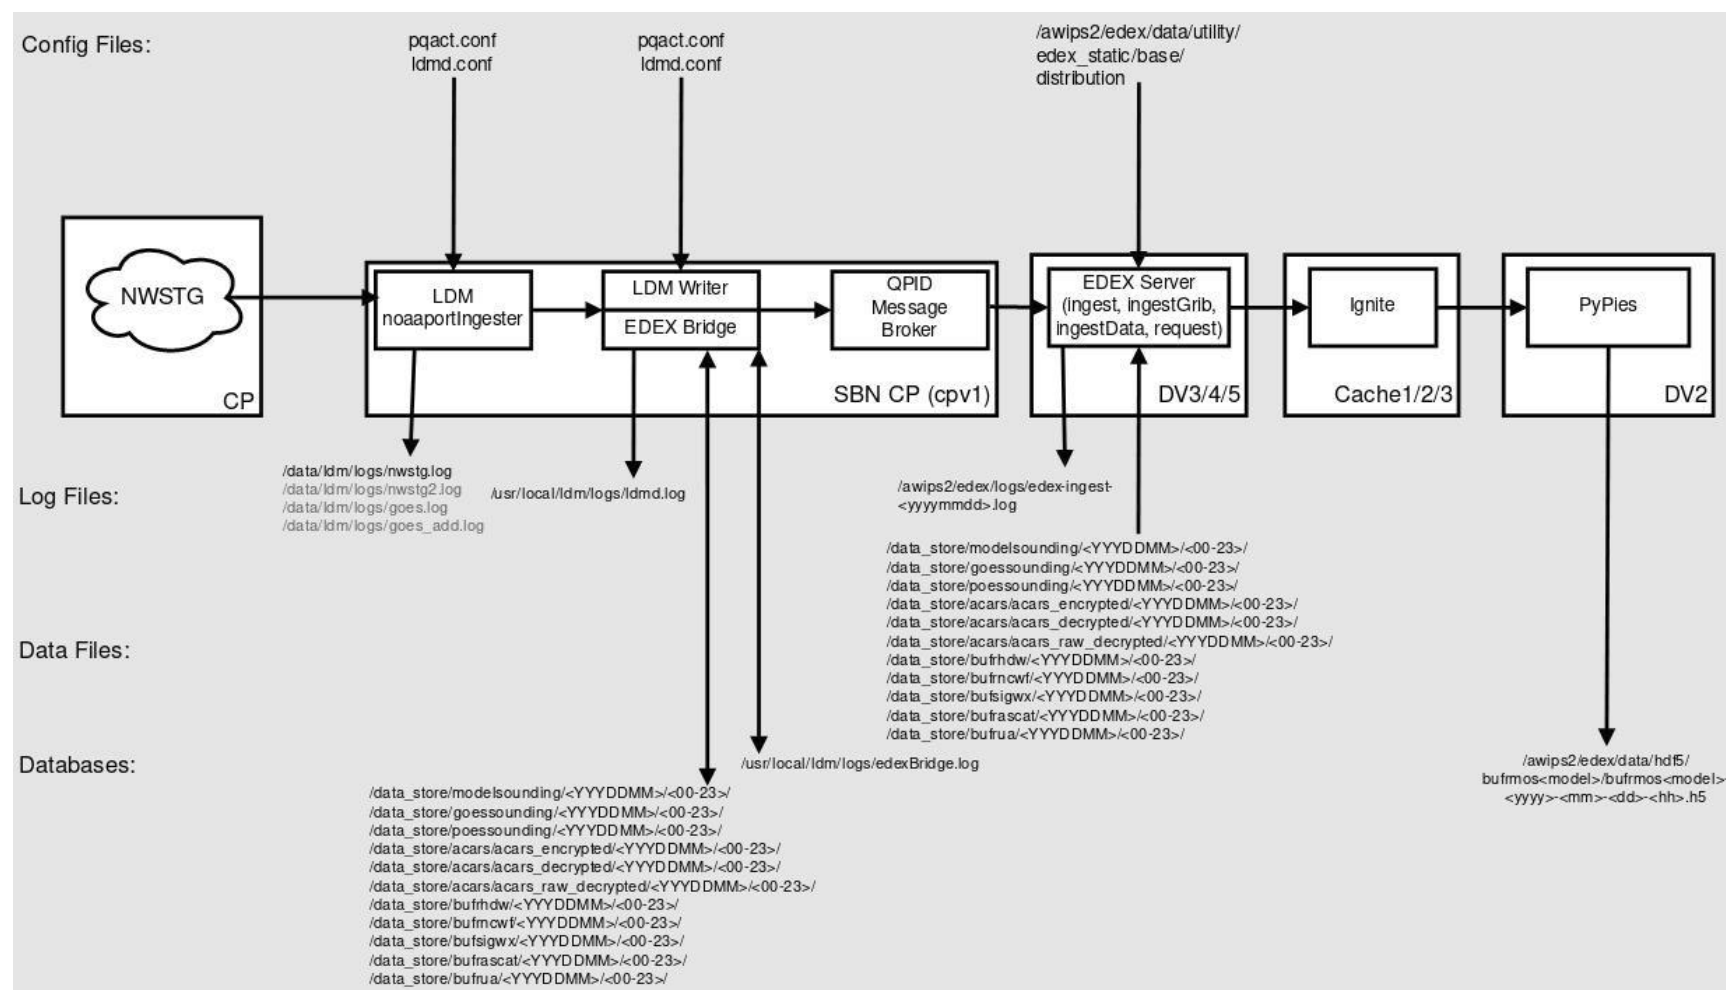 Config Files:
pqact.conf
ldmd.conf
pqact.conf
ldmd.conf
/awips2/edex/data/utility/
edex_static/base/
distribution
NWSTG
CP
LDM
noaaportIngester
LDM Writer
EDEX Bridge
QPID
Message
Broker
SBN CP (cpv1)
EDEX Server
(ingest, ingestGrib,
ingestData, request)
DV3/4/5
Ignite
Cache1/2/3
PyPies
DV2
Log Files:
/data/ldm/logs/nwstg.log
/data/ldm/logs/nwstg2.log
/data/ldm/logs/goes.log
/data/ldm/logs/goes_add.log
/usr/local/ldm/logs/ldmd.log
/awips2/edex/logs/edex-ingest-
<yyyymmdd>.log
Data Files:
/data_store/modelsounding/<YYYDDMM>/<00-23>/
/data_store/goessounding/<YYYDDMM>/<00-23>/
/data_store/poessounding/<YYYDDMM>/<00-23>/
/data_store/acars/acars_encrypted/<YYYDDMM>/<00-23>/
/data_store/acars/acars_decrypted/<YYYDDMM>/<00-23>/
/data_store/acars/acars_raw_decrypted/<YYYDDMM>/<00-23>/
/data_store/bufrhdw/<YYYDDMM>/<00-23>/
/data_store/bufrncwf/<YYYDDMM>/<00-23>/
/data_store/bufsigwx/<YYYDDMM>/<00-23>/
/data_store/bufrascat/<YYYDDMM>/<00-23>/
/data_store/bufrua/<YYYDDMM>/<00-23>/
Databases:
/usr/local/ldm/logs/edexBridge.log
/data_store/modelsounding/<YYYDDMM>/<00-23>/
/data_store/goessounding/<YYYDDMM>/<00-23>/
/data_store/poessounding/<YYYDDMM>/<00-23>/
/data_store/acars/acars_encrypted/<YYYDDMM>/<00-23>/
/data_store/acars/acars_decrypted/<YYYDDMM>/<00-23>/
/data_store/acars/acars_raw_decrypted/<YYYDDMM>/<00-23>/
/data_store/bufrhdw/<YYYDDMM>/<00-23>/
/data_store/bufrncwf/<YYYDDMM>/<00-23>/
/data_store/bufsigwx/<YYYDDMM>/<00-23>/
/data_store/bufrascat/<YYYDDMM>/<00-23>/
/data_store/bufrua/<YYYDDMM>/<00-23>/
/awips2/edex/data/hdf5/
bufrmos<model>/bufrmos<model>-
<yyyy>-<mm>-<dd>-<hh>.h5